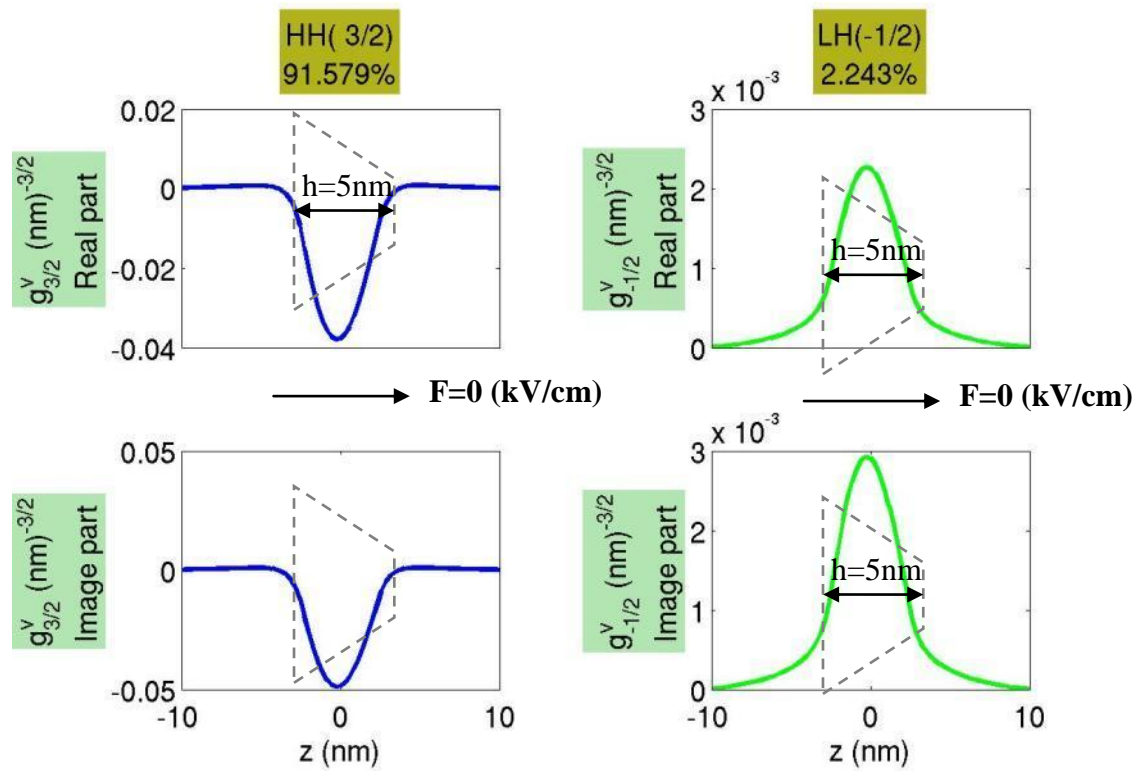 HH( 3/2)
91.579%
LH(-1/2)
2.243%
0.02
0
-0.02
-0.04
g^v_{3/2} (nm)^{-3/2}
Real part
h=5nm
x 10^{-3}
3
2
1
0
g^v_{-1/2} (nm)^{-3/2}
Real part
h=5nm
F=0 (kV/cm)
F=0 (kV/cm)
0.05
0
-0.05
g^v_{3/2} (nm)^{-3/2}
Image part
-10 0 10
z (nm)
x 10^{-3}
3
2
1
0
g^v_{-1/2} (nm)^{-3/2}
Image part
h=5nm
-10 0 10
z (nm)